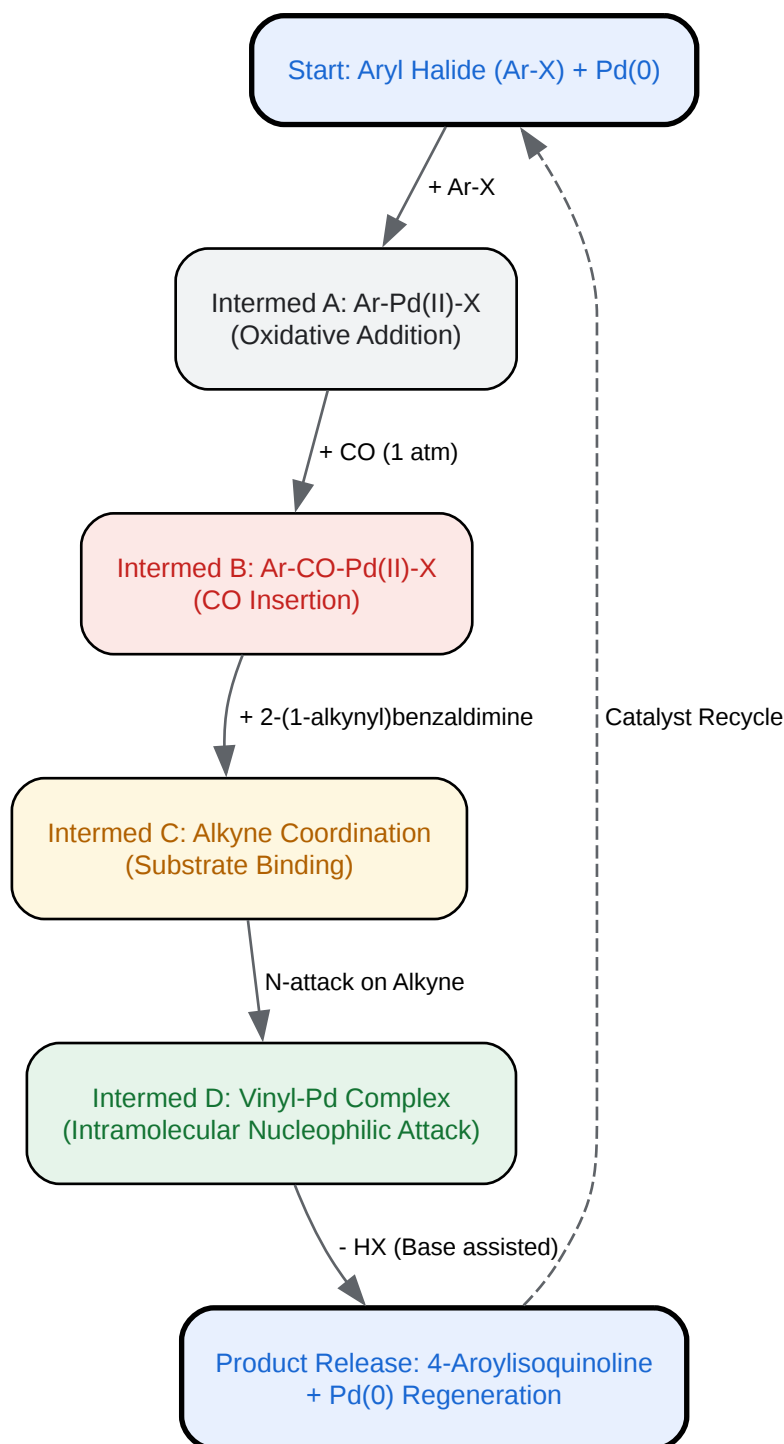 Start: Aryl Halide (Ar-X) + Pd(0)
+ Ar-X
Intermed A: Ar-Pd(II)-X
(Oxidative Addition)
+ CO (1 atm)
Intermed B: Ar-CO-Pd(II)-X
(CO Insertion)
+ 2-(1-alkynyl)benzaldimine
Catalyst Recycle
Intermed C: Alkyne Coordination
(Substrate Binding)
N-attack on Alkyne
Intermed D: Vinyl-Pd Complex
(Intramolecular Nucleophilic Attack)
- HX (Base assisted)
Product Release: 4-Aroylisoquinoline
+ Pd(0) Regeneration